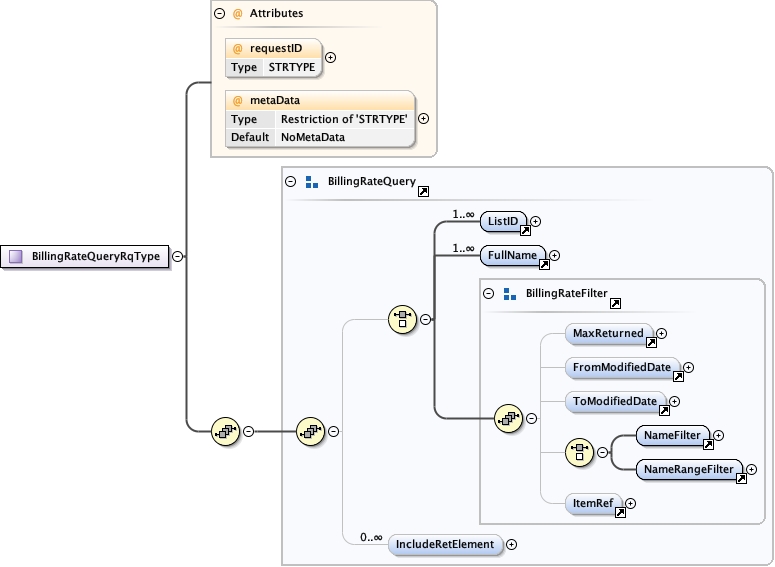 @ Attributes
@ requestID
Type STRTYPE
@ metaData
Type Restriction of 'STRTYPE'
Default NoMetaData
BillingRateQuery
1..∞ ListID
1..∞ FullName
BillingRateQueryRqType
BillingRateFilter
MaxReturned
FromModifiedDate
ToModifiedDate
NameFilter
NameRangeFilter
ItemRef
0..∞ IncludeRetElement